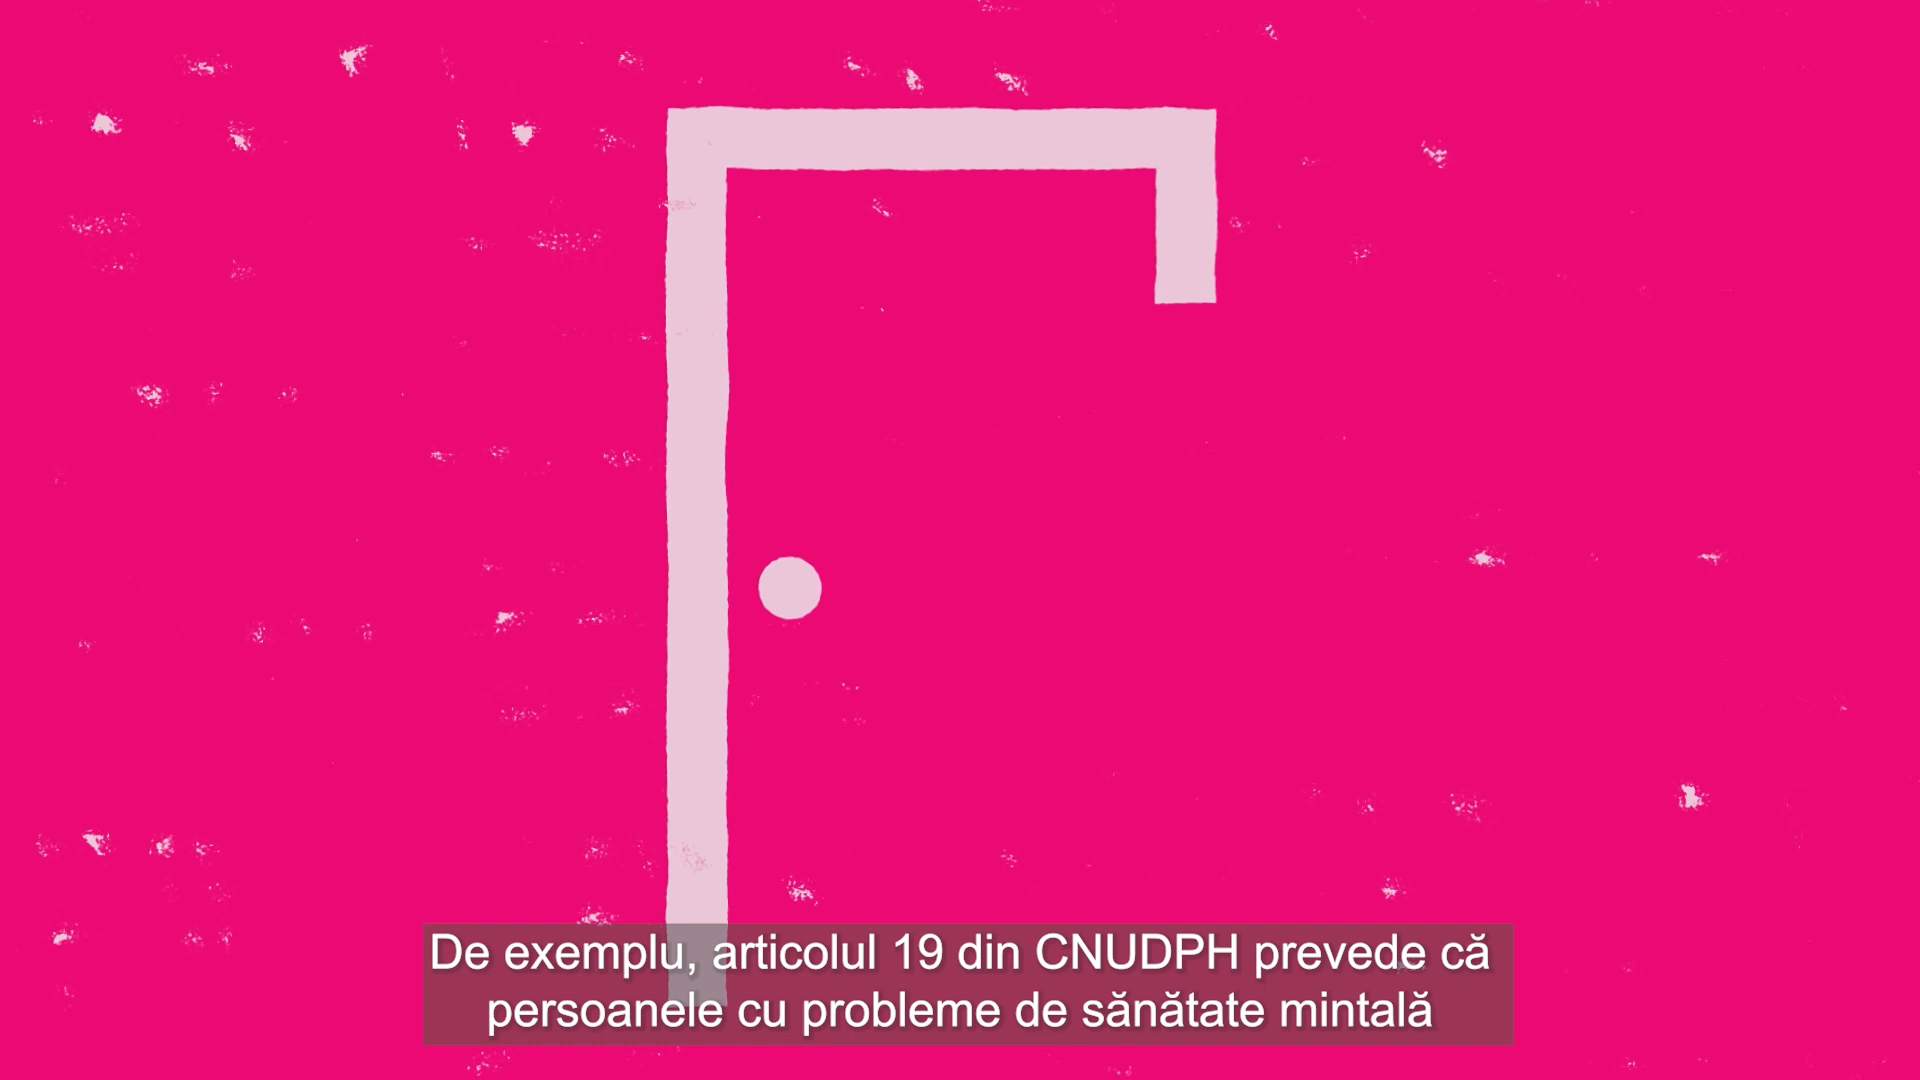 De exemplu, articolul 19 din CNUDPH prevede că
persoanele cu probleme de sănătate mintală